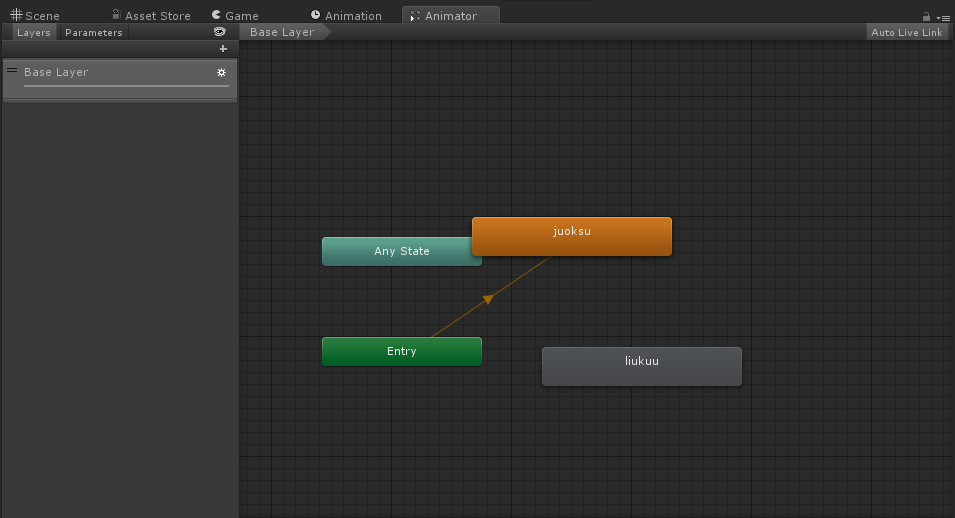 Scene Asset Store Game Animation Animator
Layers Parameters Base Layer Auto Live Link
+
Base Layer
juoksu
Any State
Entry
liukuu